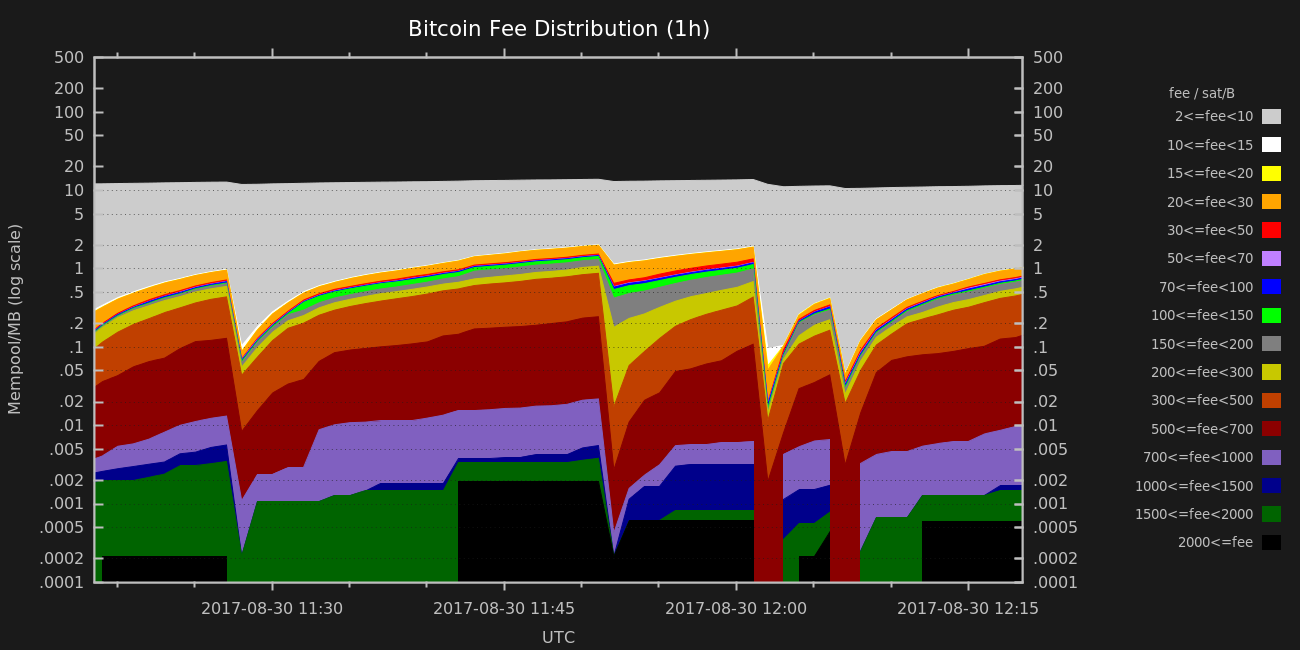 Bitcoin Fee Distribution (1h)
500 500
200 200
100 100
50 50
20 20
10 10
5 5
2 2
1 1
.5 .5
.2 .2
.1 .1
.05 .05
.02 .02
.01 .01
.005 .005
.002 .002
.001 .001
.0005 .0005
.0002 .0002
.0001 .0001
Mempool/MB (log scale)
2017-08-30 11:30 2017-08-30 11:45 2017-08-30 12:00 2017-08-30 12:15
UTC
fee / sat/B
2<=fee<10
10<=fee<15
15<=fee<20
20<=fee<30
30<=fee<50
50<=fee<70
70<=fee<100
100<=fee<150
150<=fee<200
200<=fee<300
300<=fee<500
500<=fee<700
700<=fee<1000
1000<=fee<1500
1500<=fee<2000
2000<=fee